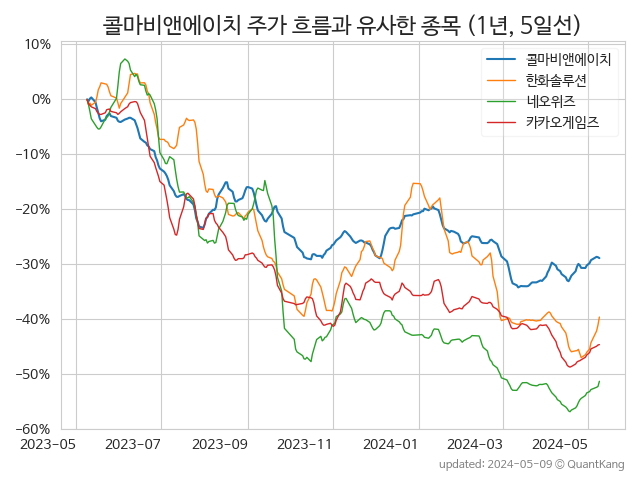 콜마비앤에이치 주가 흐름과 유사한 종목 (1년, 5일선)
10%
0%
−10%
−20%
−30%
−40%
−50%
−60%
콜마비앤에이치
한화솔루션
네오위즈
카카오게임즈
2023-05
2023-07
2023-09
2023-11
2024-01
2024-03
2024-05
updated: 2024-05-09 © QuantKang